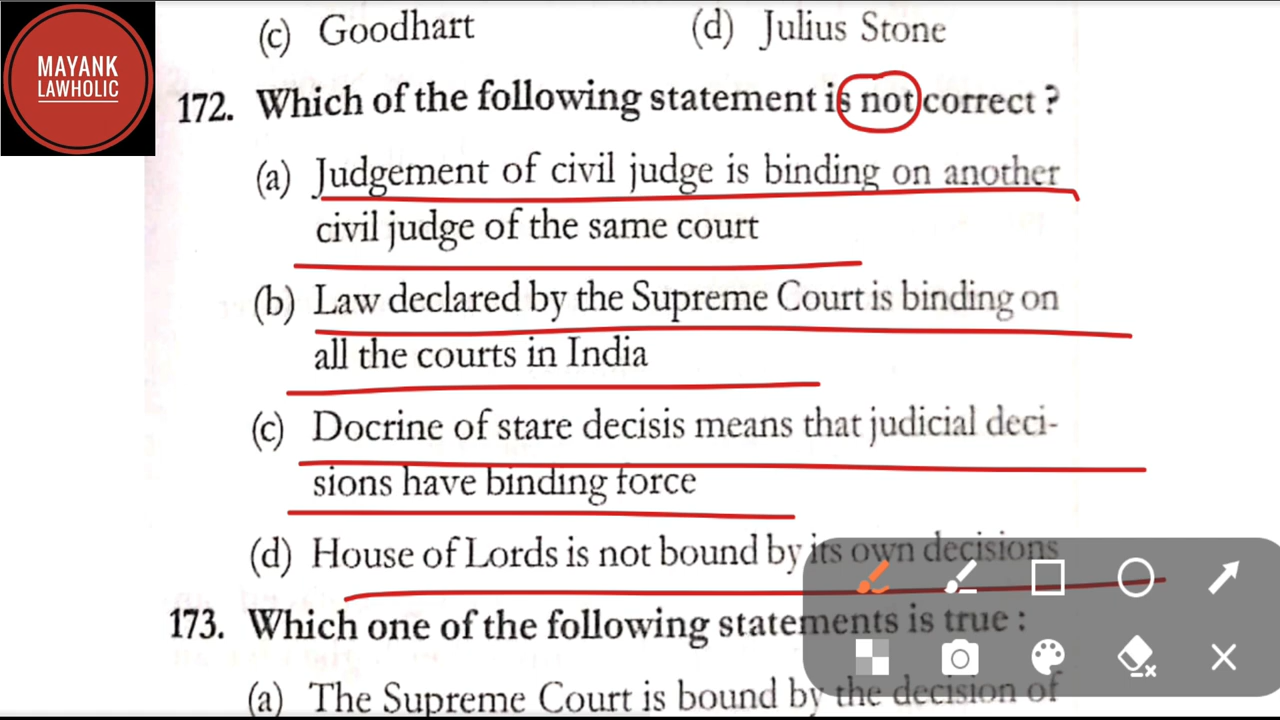 MAYANK
LAWHOLIC
(c) Goodhart (d) Julius Stone
172. Which of the following statement is not correct ?
(a) Judgement of civil judge is binding on another
civil judge of the same court
(b) Law declared by the Supreme Court is binding on
all the courts in India
(c) Docrine of stare decisis means that judicial deci-
sions have binding force
(d) House of Lords is not bound by its own decisions
173. Which one of the following statements is true :
(a) The Supreme Court is bound by the decision of